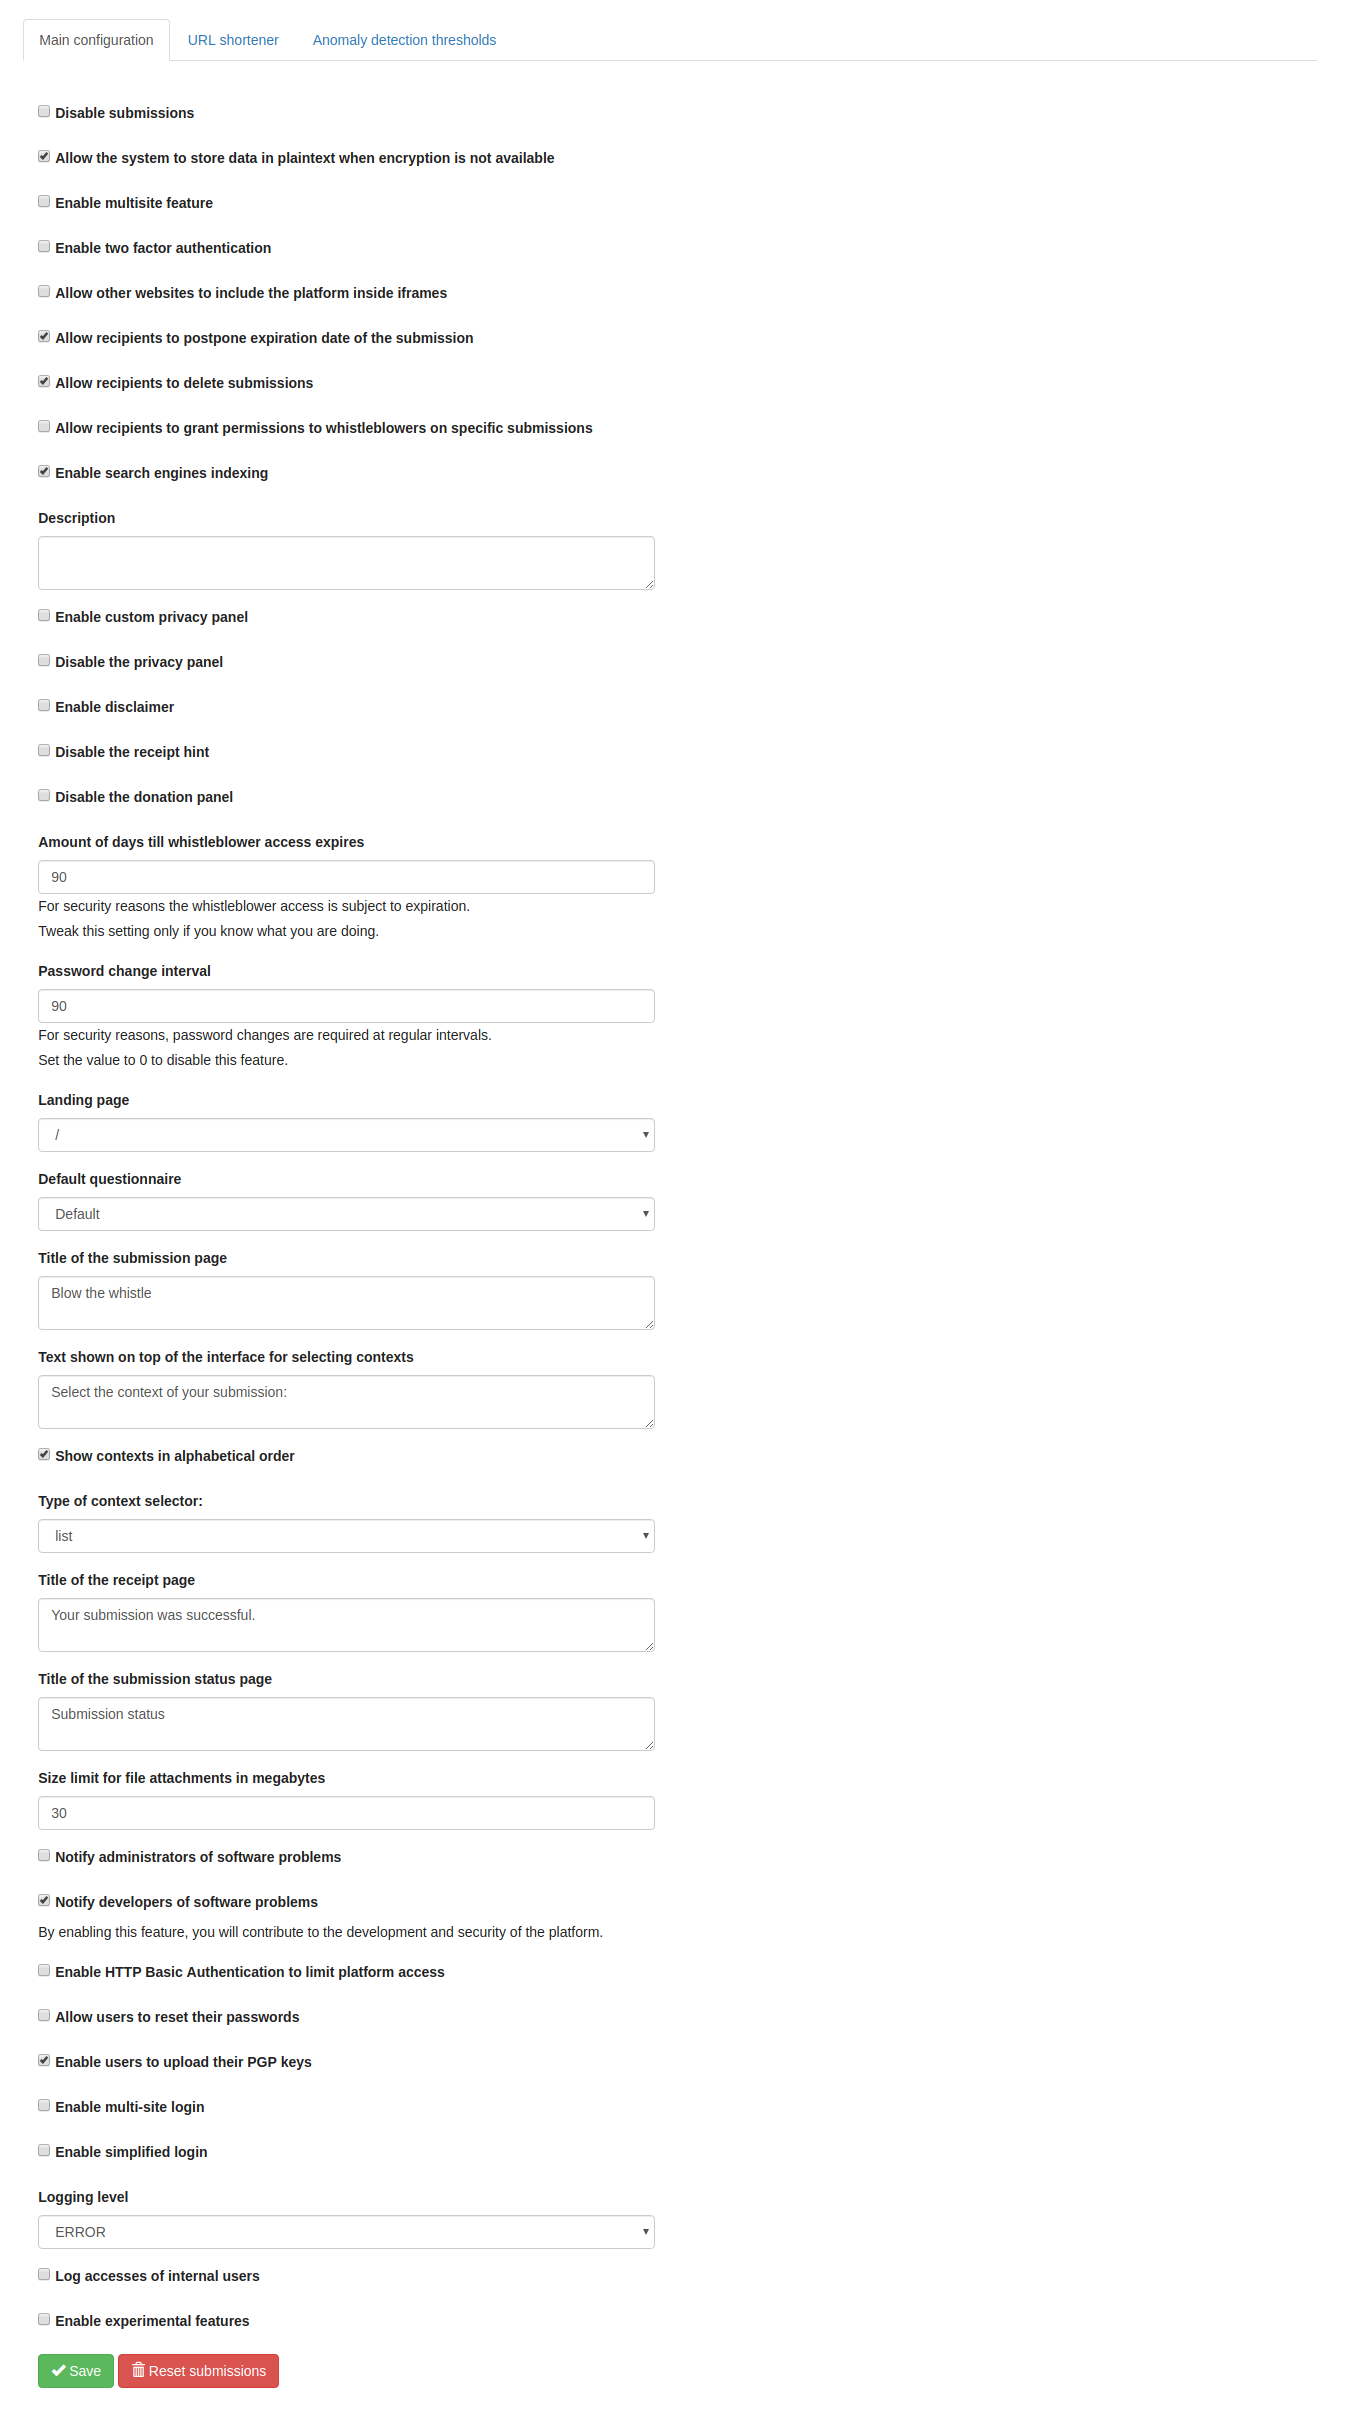 Main configuration URL shortener Anomaly detection thresholds
Disable submissions
Allow the system to store data in plaintext when encryption is not available
Enable multisite feature
Enable two factor authentication
Allow other websites to include the platform inside iframes
Allow recipients to postpone expiration date of the submission
Allow recipients to delete submissions
Allow recipients to grant permissions to whistleblowers on specific submissions
Enable search engines indexing
Description
Enable custom privacy panel
Disable the privacy panel
Enable disclaimer
Disable the receipt hint
Disable the donation panel
Amount of days till whistleblower access expires
90
For security reasons the whistleblower access is subject to expiration.
Tweak this setting only if you know what you are doing.
Password change interval
90
For security reasons, password changes are required at regular intervals.
Set the value to 0 to disable this feature.
Landing page
/
Default questionnaire
Default
Title of the submission page
Blow the whistle
Text shown on top of the interface for selecting contexts
Select the context of your submission:
Show contexts in alphabetical order
Type of context selector:
list
Title of the receipt page
Your submission was successful.
Title of the submission status page
Submission status
Size limit for file attachments in megabytes
30
Notify administrators of software problems
Notify developers of software problems
By enabling this feature, you will contribute to the development and security of the platform.
Enable HTTP Basic Authentication to limit platform access
Allow users to reset their passwords
Enable users to upload their PGP keys
Enable multi-site login
Enable simplified login
Logging level
ERROR
Log accesses of internal users
Enable experimental features
Save Reset submissions